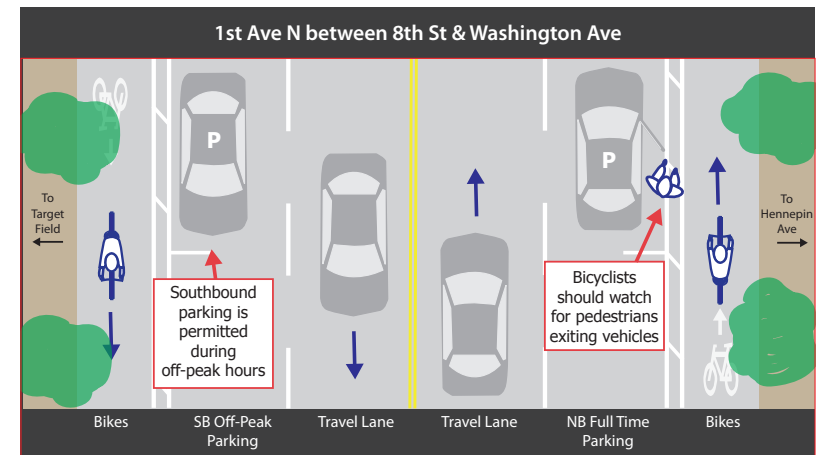 1st Ave N between 8th St & Washington Ave
P
P
To
Target
Field
To
Hennepin
Ave
Southbound
parking is
permitted
during
off-peak hours
Bicyclists
should watch
for pedestrians
exiting vehicles
Bikes
SB Off-Peak
Parking
Travel Lane
Travel Lane
NB Full Time
Parking
Bikes